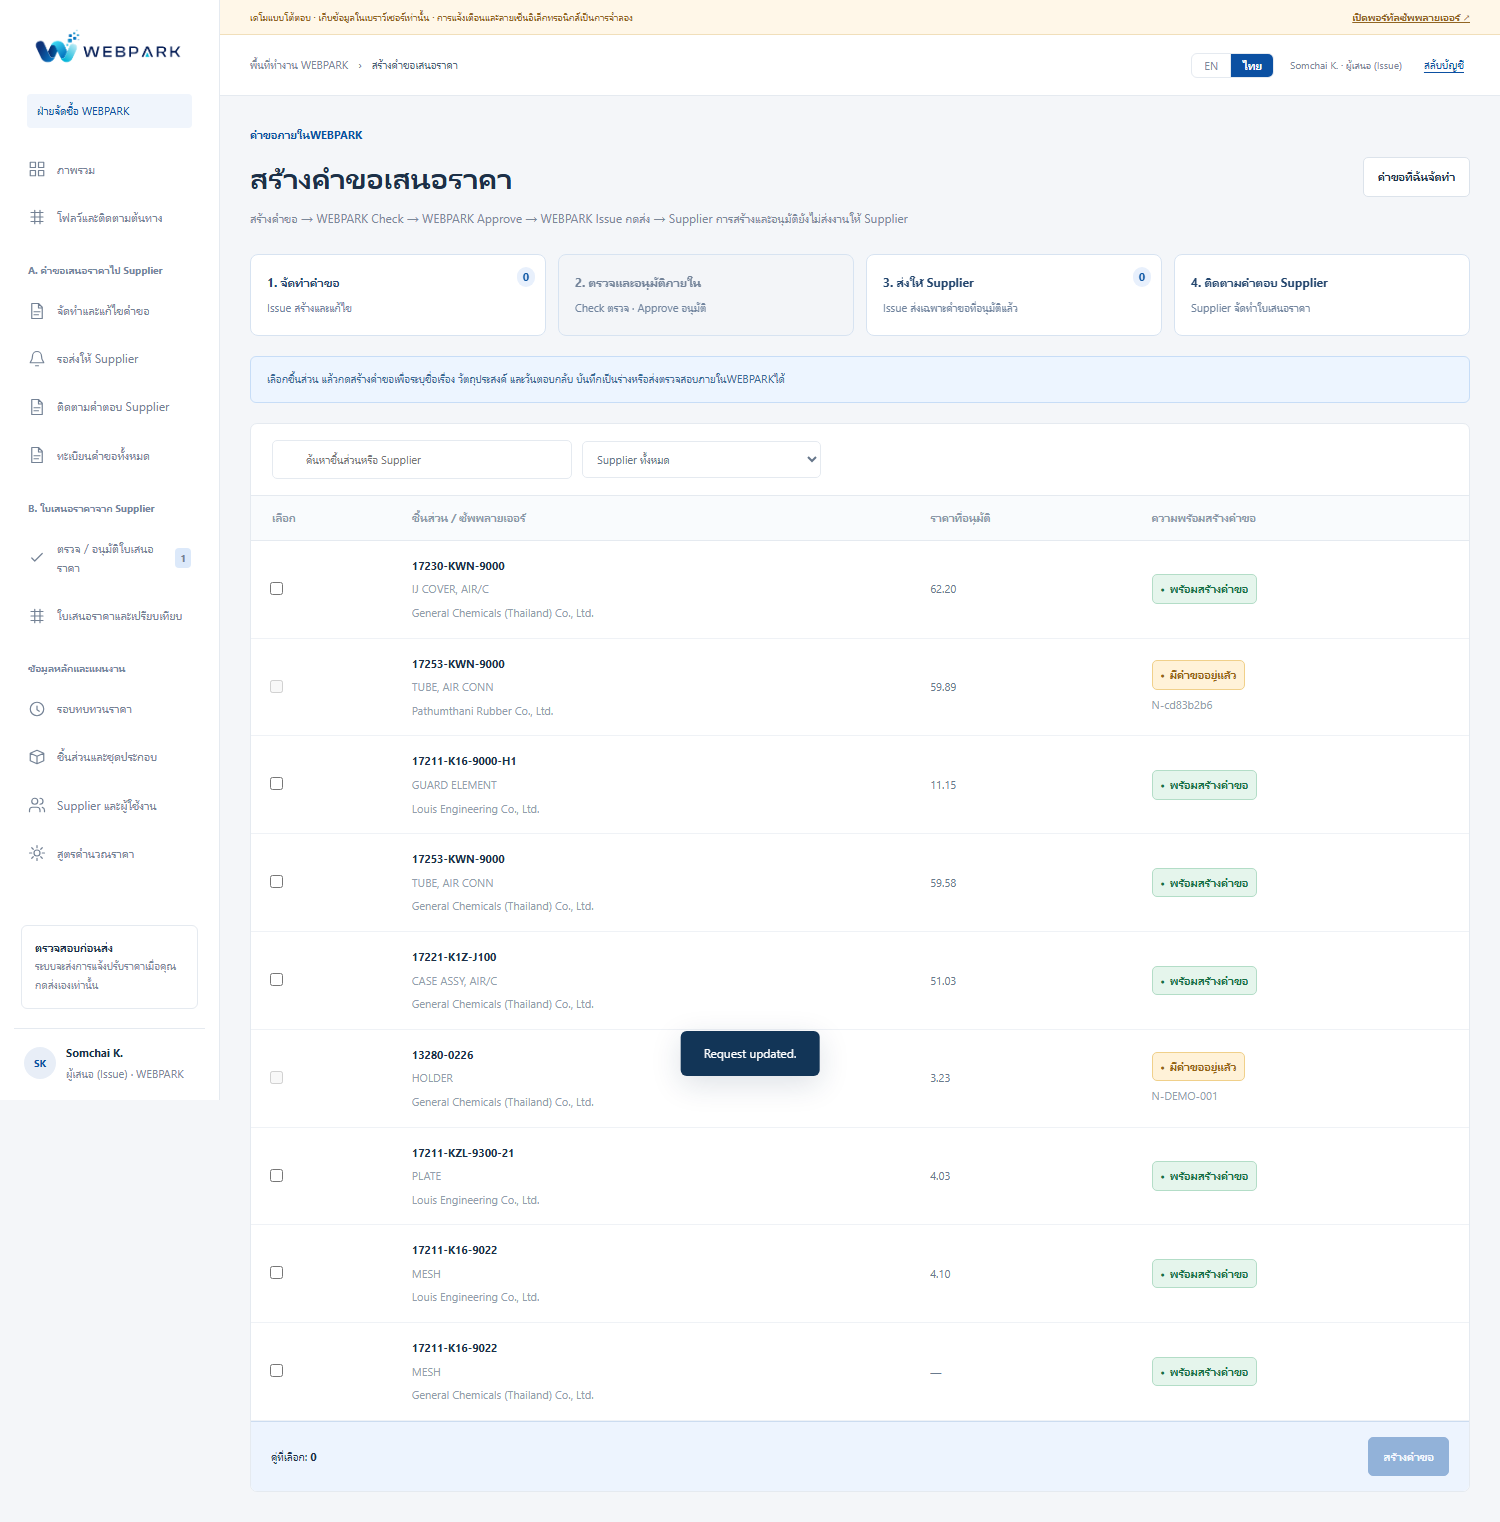 เดโมแบบโต้ตอบ · เก็บข้อมูลในเบราว์เซอร์เท่านั้น · การแจ้งเตือนและลายเซ็นอิเล็กทรอนิกส์เป็นการจำลอง
เปิดพอร์ทัลซัพพลายเออร์ ↗
WEBPARK
พื้นที่ทำงาน WEBPARK › สร้างคำขอเสนอราคา
EN ไทย
Somchai K. · ผู้เสนอ (Issue)
สลับบัญชี
ฝ่ายจัดซื้อ WEBPARK
ภาพรวม
โฟลว์และติดตามต้นทาง
A. คำขอเสนอราคาไป Supplier
จัดทำและแก้ไขคำขอ
รอส่งให้ Supplier
ติดตามคำตอบ Supplier
ทะเบียนคำขอทั้งหมด
B. ใบเสนอราคาจาก Supplier
ตรวจ / อนุมัติใบเสนอ
ราคา
1
ใบเสนอราคาและเปรียบเทียบ
ข้อมูลหลักและแผนงาน
รอบทบทวนราคา
ชิ้นส่วนและชุดประกอบ
Supplier และผู้ใช้งาน
สูตรคำนวณราคา
ตรวจสอบก่อนส่ง
ระบบจะส่งการแจ้งปรับราคาเมื่อคุณ
กดส่งเองเท่านั้น
SK
Somchai K.
ผู้เสนอ (Issue) · WEBPARK
คำขอภายในWEBPARK
สร้างคำขอเสนอราคา
คำขอที่ฉันจัดทำ
สร้างคำขอ → WEBPARK Check → WEBPARK Approve → WEBPARK Issue กดส่ง → Supplier การสร้างและอนุมัติยังไม่ส่งงานให้ Supplier
1. จัดทำคำขอ
0
Issue สร้างและแก้ไข
2. ตรวจและอนุมัติภายใน
Check ตรวจ · Approve อนุมัติ
3. ส่งให้ Supplier
0
Issue ส่งเฉพาะคำขอที่อนุมัติแล้ว
4. ติดตามคำตอบ Supplier
Supplier จัดทำใบเสนอราคา
เลือกชิ้นส่วน แล้วกดสร้างคำขอเพื่อระบุชื่อเรื่อง วัตถุประสงค์ และวันตอบกลับ บันทึกเป็นร่างหรือส่งตรวจสอบภายในWEBPARKได้
ค้นหาชิ้นส่วนหรือ Supplier
Supplier ทั้งหมด
เลือก ชิ้นส่วน / ซัพพลายเออร์ ราคาที่อนุมัติ ความพร้อมสร้างคำขอ
17230-KWN-9000
IJ COVER, AIR/C
General Chemicals (Thailand) Co., Ltd.
62.20
• พร้อมสร้างคำขอ
17253-KWN-9000
TUBE, AIR CONN
Pathumthani Rubber Co., Ltd.
59.89
• มีคำขออยู่แล้ว
N-cd83b2b6
17211-K16-9000-H1
GUARD ELEMENT
Louis Engineering Co., Ltd.
11.15
• พร้อมสร้างคำขอ
17253-KWN-9000
TUBE, AIR CONN
General Chemicals (Thailand) Co., Ltd.
59.58
• พร้อมสร้างคำขอ
17221-K1Z-J100
CASE ASSY, AIR/C
General Chemicals (Thailand) Co., Ltd.
51.03
• พร้อมสร้างคำขอ
13280-0226
HOLDER
General Chemicals (Thailand) Co., Ltd.
3.23
• มีคำขออยู่แล้ว
N-DEMO-001
Request updated.
17211-KZL-9300-21
PLATE
Louis Engineering Co., Ltd.
4.03
• พร้อมสร้างคำขอ
17211-K16-9022
MESH
Louis Engineering Co., Ltd.
4.10
• พร้อมสร้างคำขอ
17211-K16-9022
MESH
General Chemicals (Thailand) Co., Ltd.
—
• พร้อมสร้างคำขอ
คู่ที่เลือก: 0
สร้างคำขอ